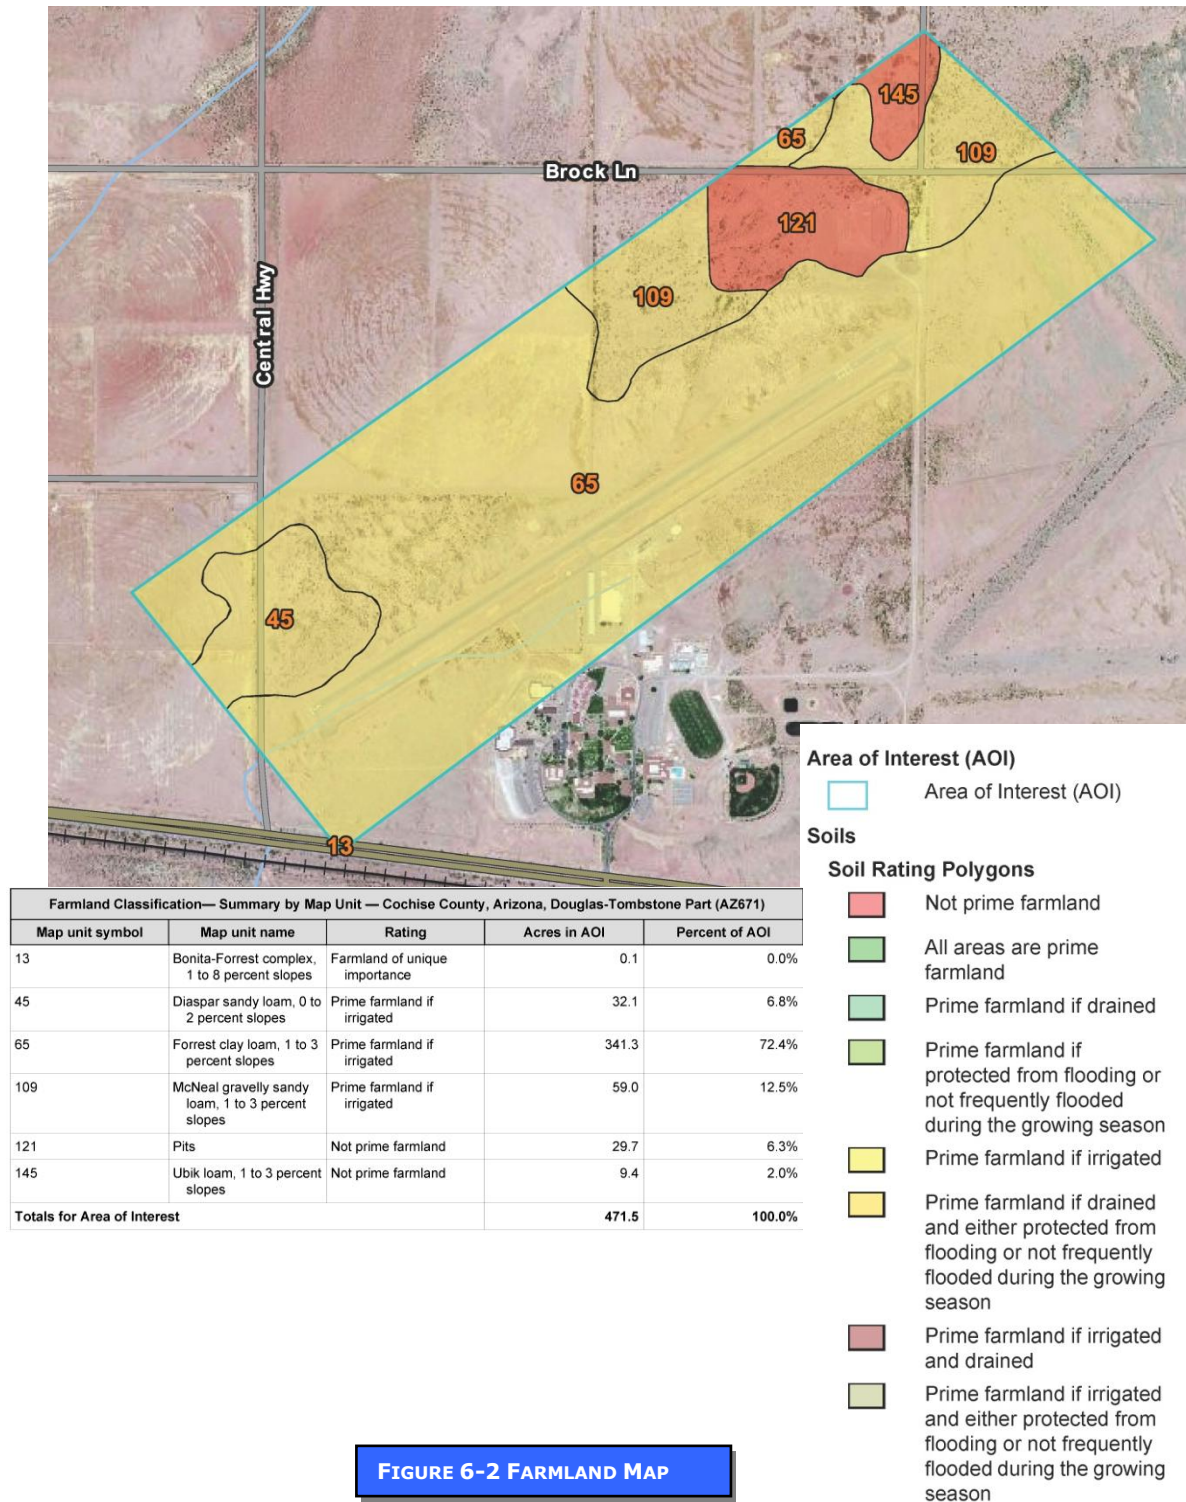 145
65
109
Brock Ln
121
109
Central Hwy
65
45
13
Area of Interest (AOI)
Area of Interest (AOI)
Soils
Soil Rating Polygons
Not prime farmland
All areas are prime
farmland
Prime farmland if drained
Prime farmland if
protected from flooding or
not frequently flooded
during the growing season
Prime farmland if irrigated
Prime farmland if drained
and either protected from
flooding or not frequently
flooded during the growing
season
Prime farmland if irrigated
and drained
Prime farmland if irrigated
and either protected from
flooding or not frequently
flooded during the growing
season
Farmland Classification— Summary by Map Unit — Cochise County, Arizona, Douglas-Tombstone Part (AZ671)
Map unit symbol Map unit name Rating Acres in AOI Percent of AOI
13 Bonita-Forrest complex, Farmland of unique 0.1 0.0%
1 to 8 percent slopes importance
45 Diaspar sandy loam, 0 to Prime farmland if 32.1 6.8%
2 percent slopes irrigated
65 Forrest clay loam, 1 to 3 Prime farmland if 341.3 72.4%
percent slopes irrigated
109 McNeal gravelly sandy Prime farmland if 59.0 12.5%
loam, 1 to 3 percent irrigated
slopes
121 Pits Not prime farmland 29.7 6.3%
145 Ubik loam, 1 to 3 percent Not prime farmland 9.4 2.0%
slopes
Totals for Area of Interest 471.5 100.0%
FIGURE 6-2 FARMLAND MAP